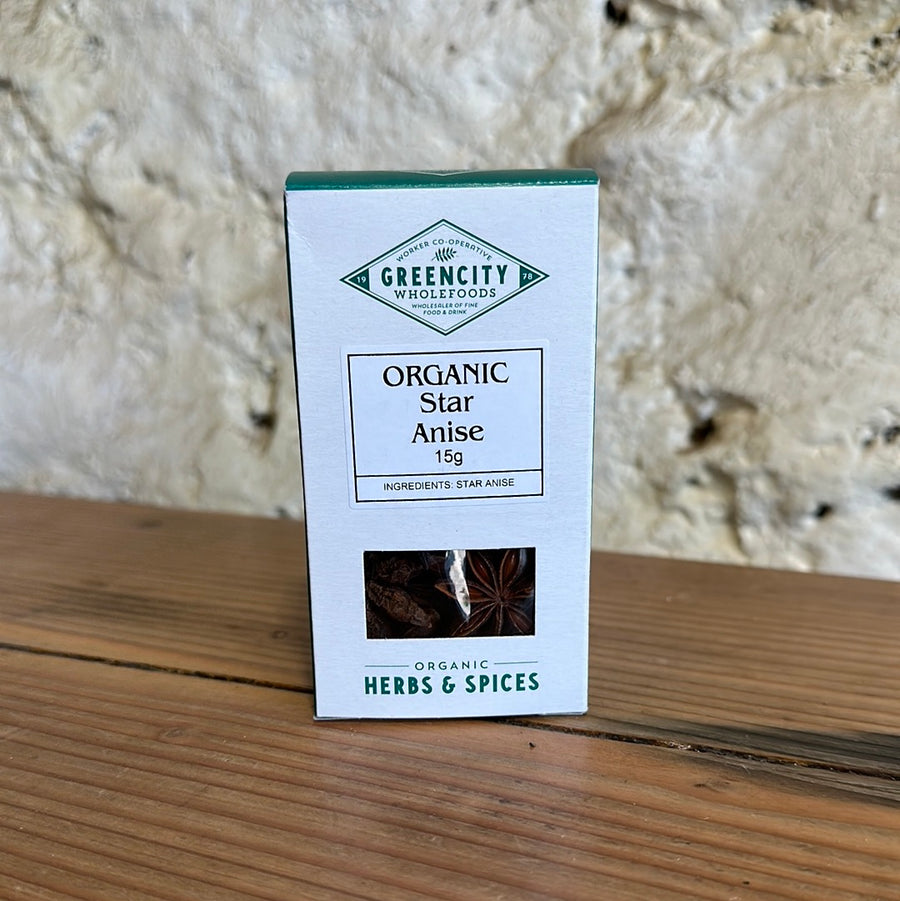 WORKER CO-OPERATIVE
19 GREENCITY 78
WHOLEFOODS
WHOLESALER OF FINE
FOOD & DRINK
ORGANIC
Star
Anise
15g
INGREDIENTS: STAR ANISE
ORGANIC
HERBS & SPICES